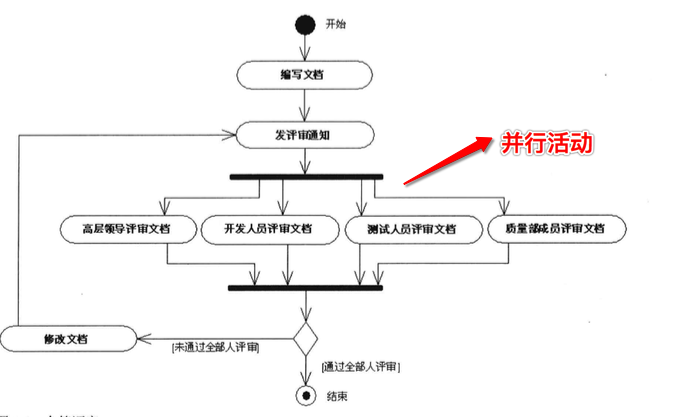 开始
编写文档
发评审通知
并行活动
高层领导评审文档
开发人员评审文档
测试人员评审文档
质量部成员评审文档
修改文档
[未通过全部人评审]
[通过全部人评审]
结束